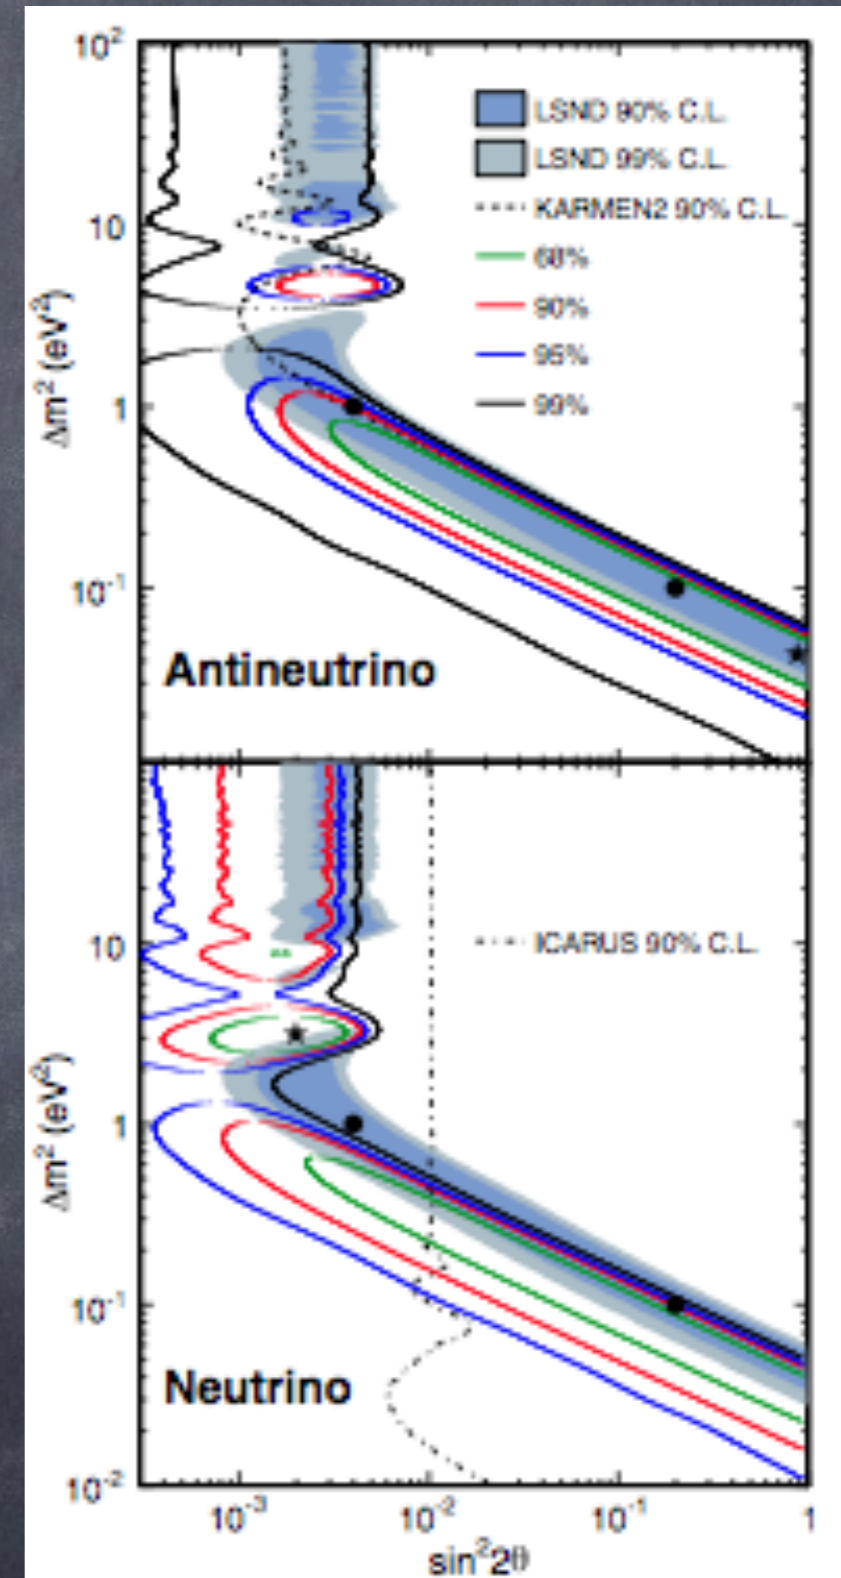 10²
LSND 90% C.L.
LSND 99% C.L.
KARMEN2 90% C.L.
10
68%
90%
95%
99%
Δm² (eV²)
1
10⁻¹
Antineutrino
10
ICARUS 90% C.L.
Δm² (eV²)
1
10⁻¹
Neutrino
10⁻²
10⁻³ 10⁻² 10⁻¹ 1
sin²2θ